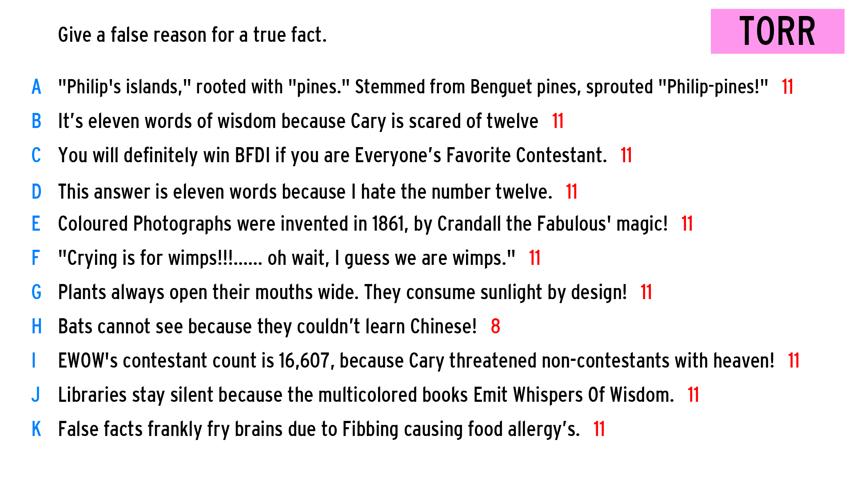 Give a false reason for a true fact.
TORR
A "Philip's islands," rooted with "pines." Stemmed from Benguet pines, sprouted "Philip-pines!" 11
B It's eleven words of wisdom because Cary is scared of twelve 11
C You will definitely win BFDI if you are Everyone's Favorite Contestant. 11
D This answer is eleven words because I hate the number twelve. 11
E Coloured Photographs were invented in 1861, by Crandall the Fabulous' magic! 11
F "Crying is for wimps!!!...... oh wait, I guess we are wimps." 11
G Plants always open their mouths wide. They consume sunlight by design! 11
H Bats cannot see because they couldn't learn Chinese! 8
I EWOW's contestant count is 16,607, because Cary threatened non-contestants with heaven! 11
J Libraries stay silent because the multicolored books Emit Whispers Of Wisdom. 11
K False facts frankly fry brains due to Fibbing causing food allergy's. 11